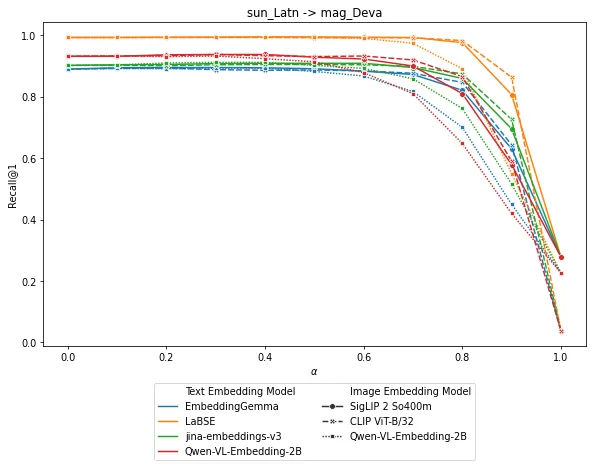 sun_Latn -> mag_Deva
1.0
0.8
0.6
0.4
0.2
0.0
Recall@1
0.0 0.2 0.4 0.6 0.8 1.0
α
Text Embedding Model
EmbeddingGemma
LaBSE
jina-embeddings-v3
Qwen-VL-Embedding-2B
Image Embedding Model
SigLIP 2 So400m
CLIP ViT-B/32
Qwen-VL-Embedding-2B